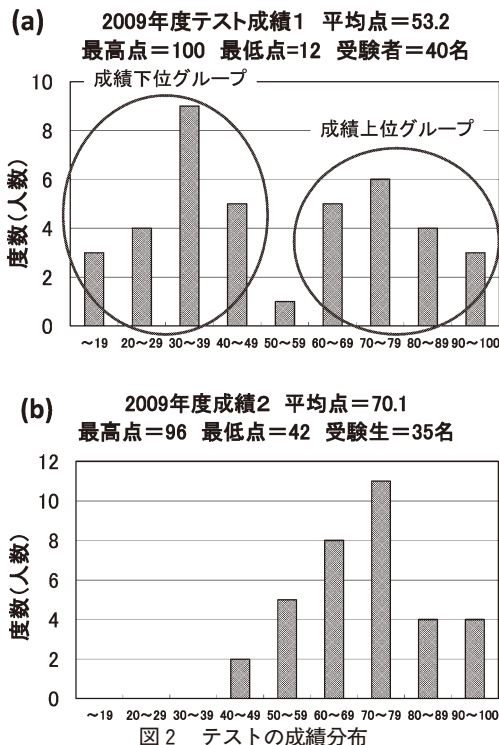 (a)
2009年度テスト成績1 平均点＝53.2
最高点＝100 最低点=12 受験者＝40名
成績下位グループ
成績上位グループ
度数(人数)
10
8
6
4
2
0
～19 20～29 30～39 40～49 50～59 60～69 70～79 80～89 90～100
(b)
2009年度成績2 平均点＝70.1
最高点＝96 最低点＝42 受験生＝35名
度数(人数)
12
10
8
6
4
2
0
～19 20～29 30～39 40～49 50～59 60～69 70～79 80～89 90～100
図2 テストの成績分布